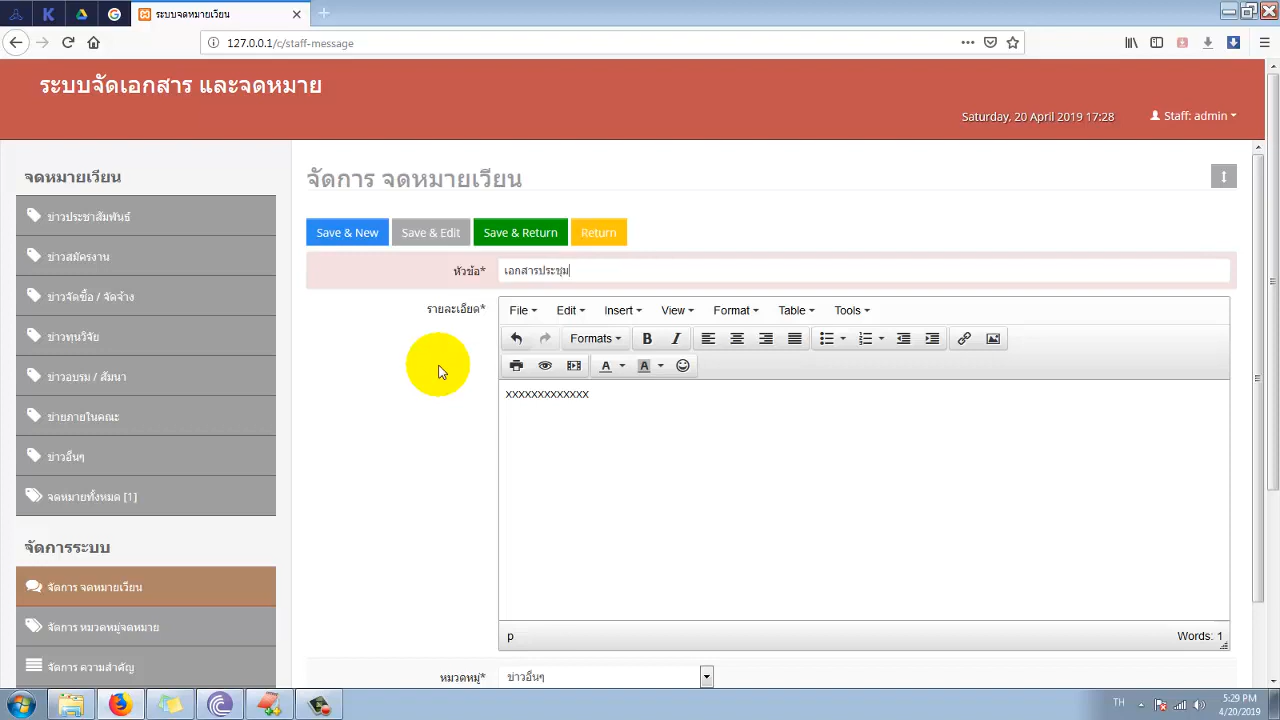 ระบบจดหมายเวียน
127.0.0.1/c/staff-message
ระบบจัดเอกสาร และจดหมาย
Saturday, 20 April 2019 17:28
Staff: admin
จดหมายเวียน
ข่าวประชาสัมพันธ์
ข่าวสมัครงาน
ข่าวจัดซื้อ / จัดจ้าง
ข่าวทุนวิจัย
ข่าวอบรม / สัมนา
ข่ายภายในคณะ
ข่าวอื่นๆ
จดหมายทั้งหมด [1]
จัดการระบบ
จัดการ จดหมายเวียน
จัดการ หมวดหมู่จดหมาย
จัดการ ความสำคัญ
จัดการ จดหมายเวียน
Save & New Save & Edit Save & Return Return
หัวข้อ* เอกสารประชุม
รายละเอียด*
File Edit Insert View Format Table Tools
Formats B I
A A
xxxxxxxxxxxxx
p Words: 1
หมวดหมู่* ข่าวอื่นๆ
TH 5:29 PM
4/20/2019